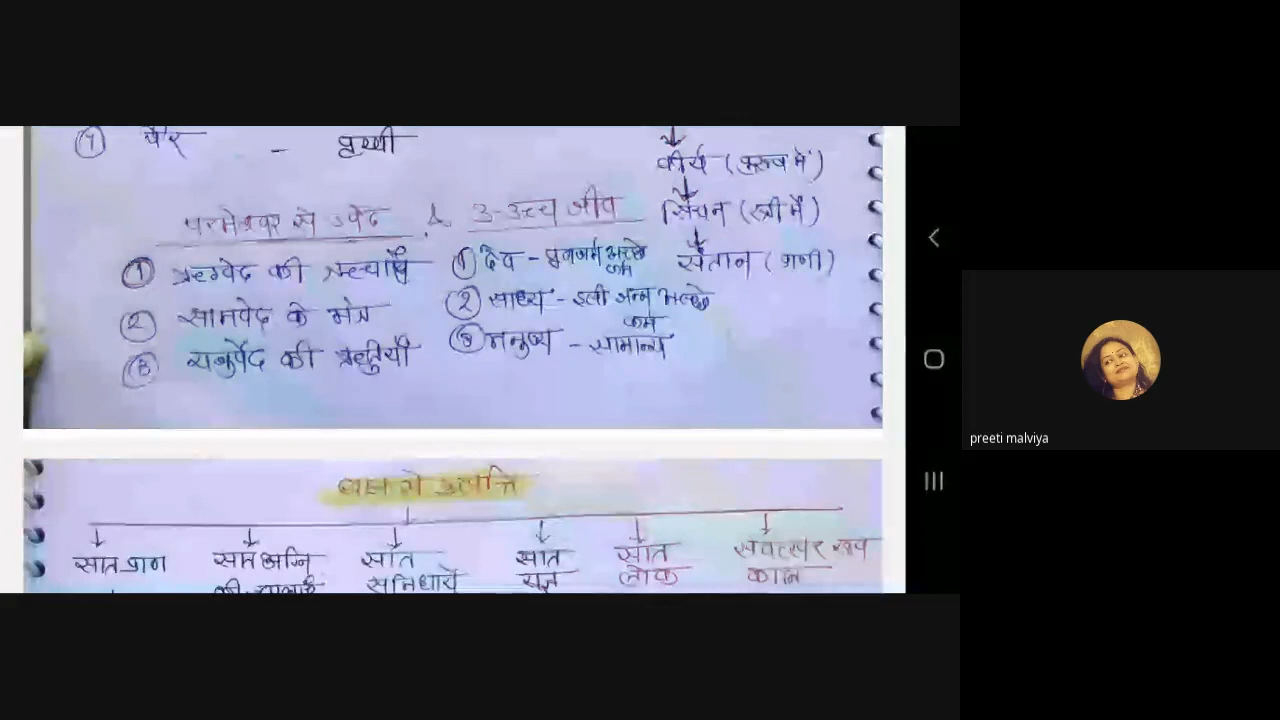 ⑦ पैर - पृथ्वी
वीर्य (पुरुष में)
सिंचन (स्त्री में)
संतान (प्राणी)
परमेश्वर से 3 वेद & 3-उच्च जीव
① ऋग्वेद की ऋचाएँ
② सामवेद के मंत्र
③ यजुर्वेद की श्रुतियाँ
① देव - पूर्वजन्म अच्छे
कर्म
② साध्य - इसी जन्म अच्छे
कर्म
③ मनुष्य - सामान्य
ब्रह्म से उत्पत्ति
सात प्राण
सात अग्नि
सात
समिधायें
सात
यज्ञ
सात
लोक
संवत्सर रूप
काल
preeti malviya